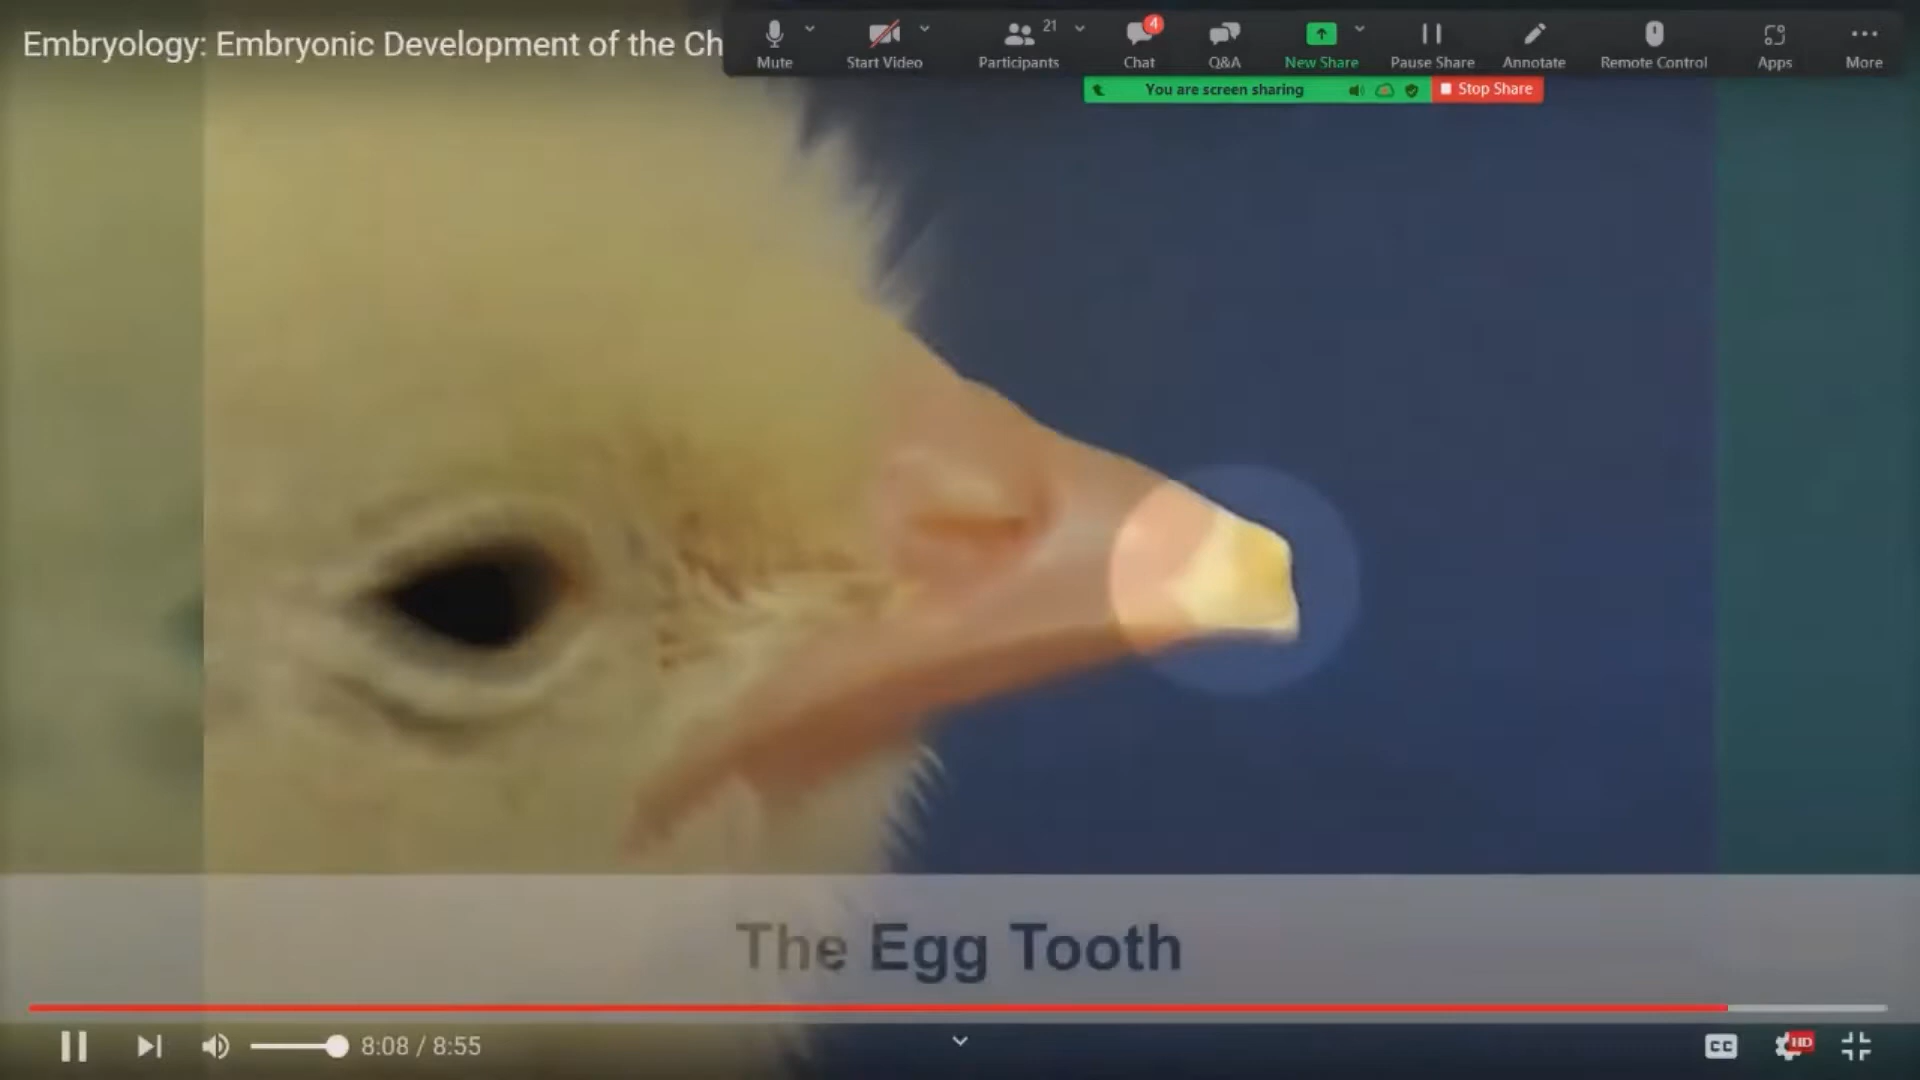 Embryology: Embryonic Development of the Ch
Mute
Start Video
21
Participants
4
Chat
Q&A
New Share
Pause Share
Annotate
Remote Control
Apps
More
You are screen sharing
Stop Share
The Egg Tooth
8:08 / 8:55
CC
HD